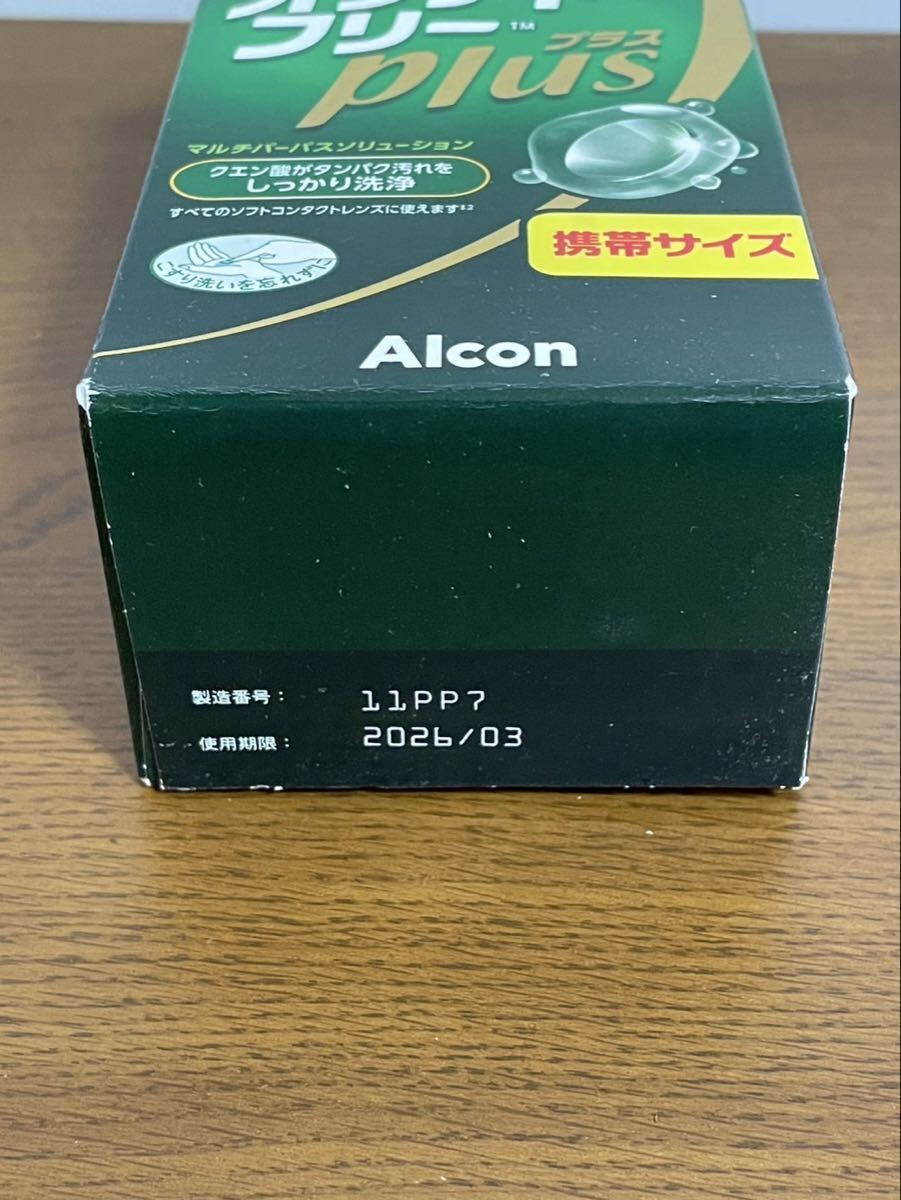 フリー™
プラス
plus
マルチパーパスソリューション
クエン酸がタンパク汚れを
しっかり洗浄
すべてのソフトコンタクトレンズに使えます※2
こすり洗いを忘れずに
携帯サイズ
Alcon
製造番号: 11PP7
使用期限: 2026/03